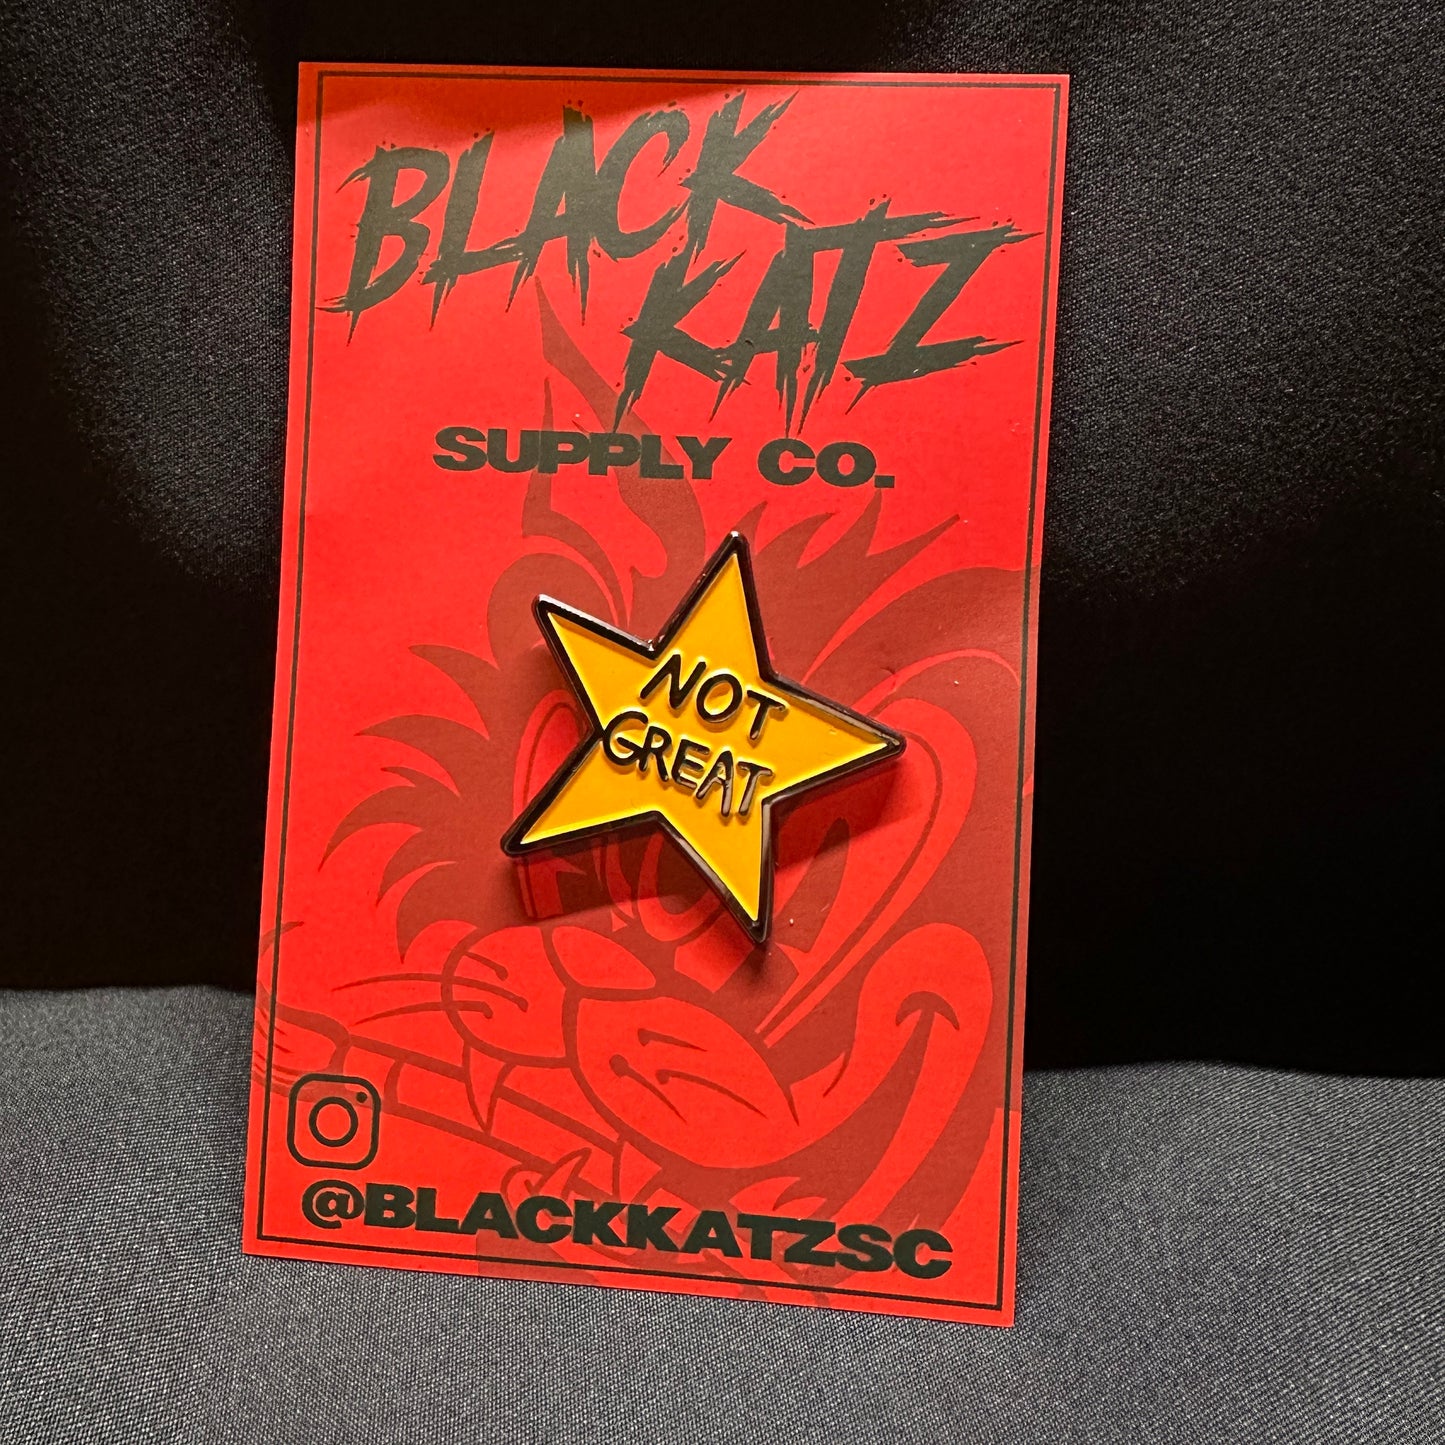 BLACK
KATZ
SUPPLY CO.
NOT
GREAT
@BLACKKATZSC